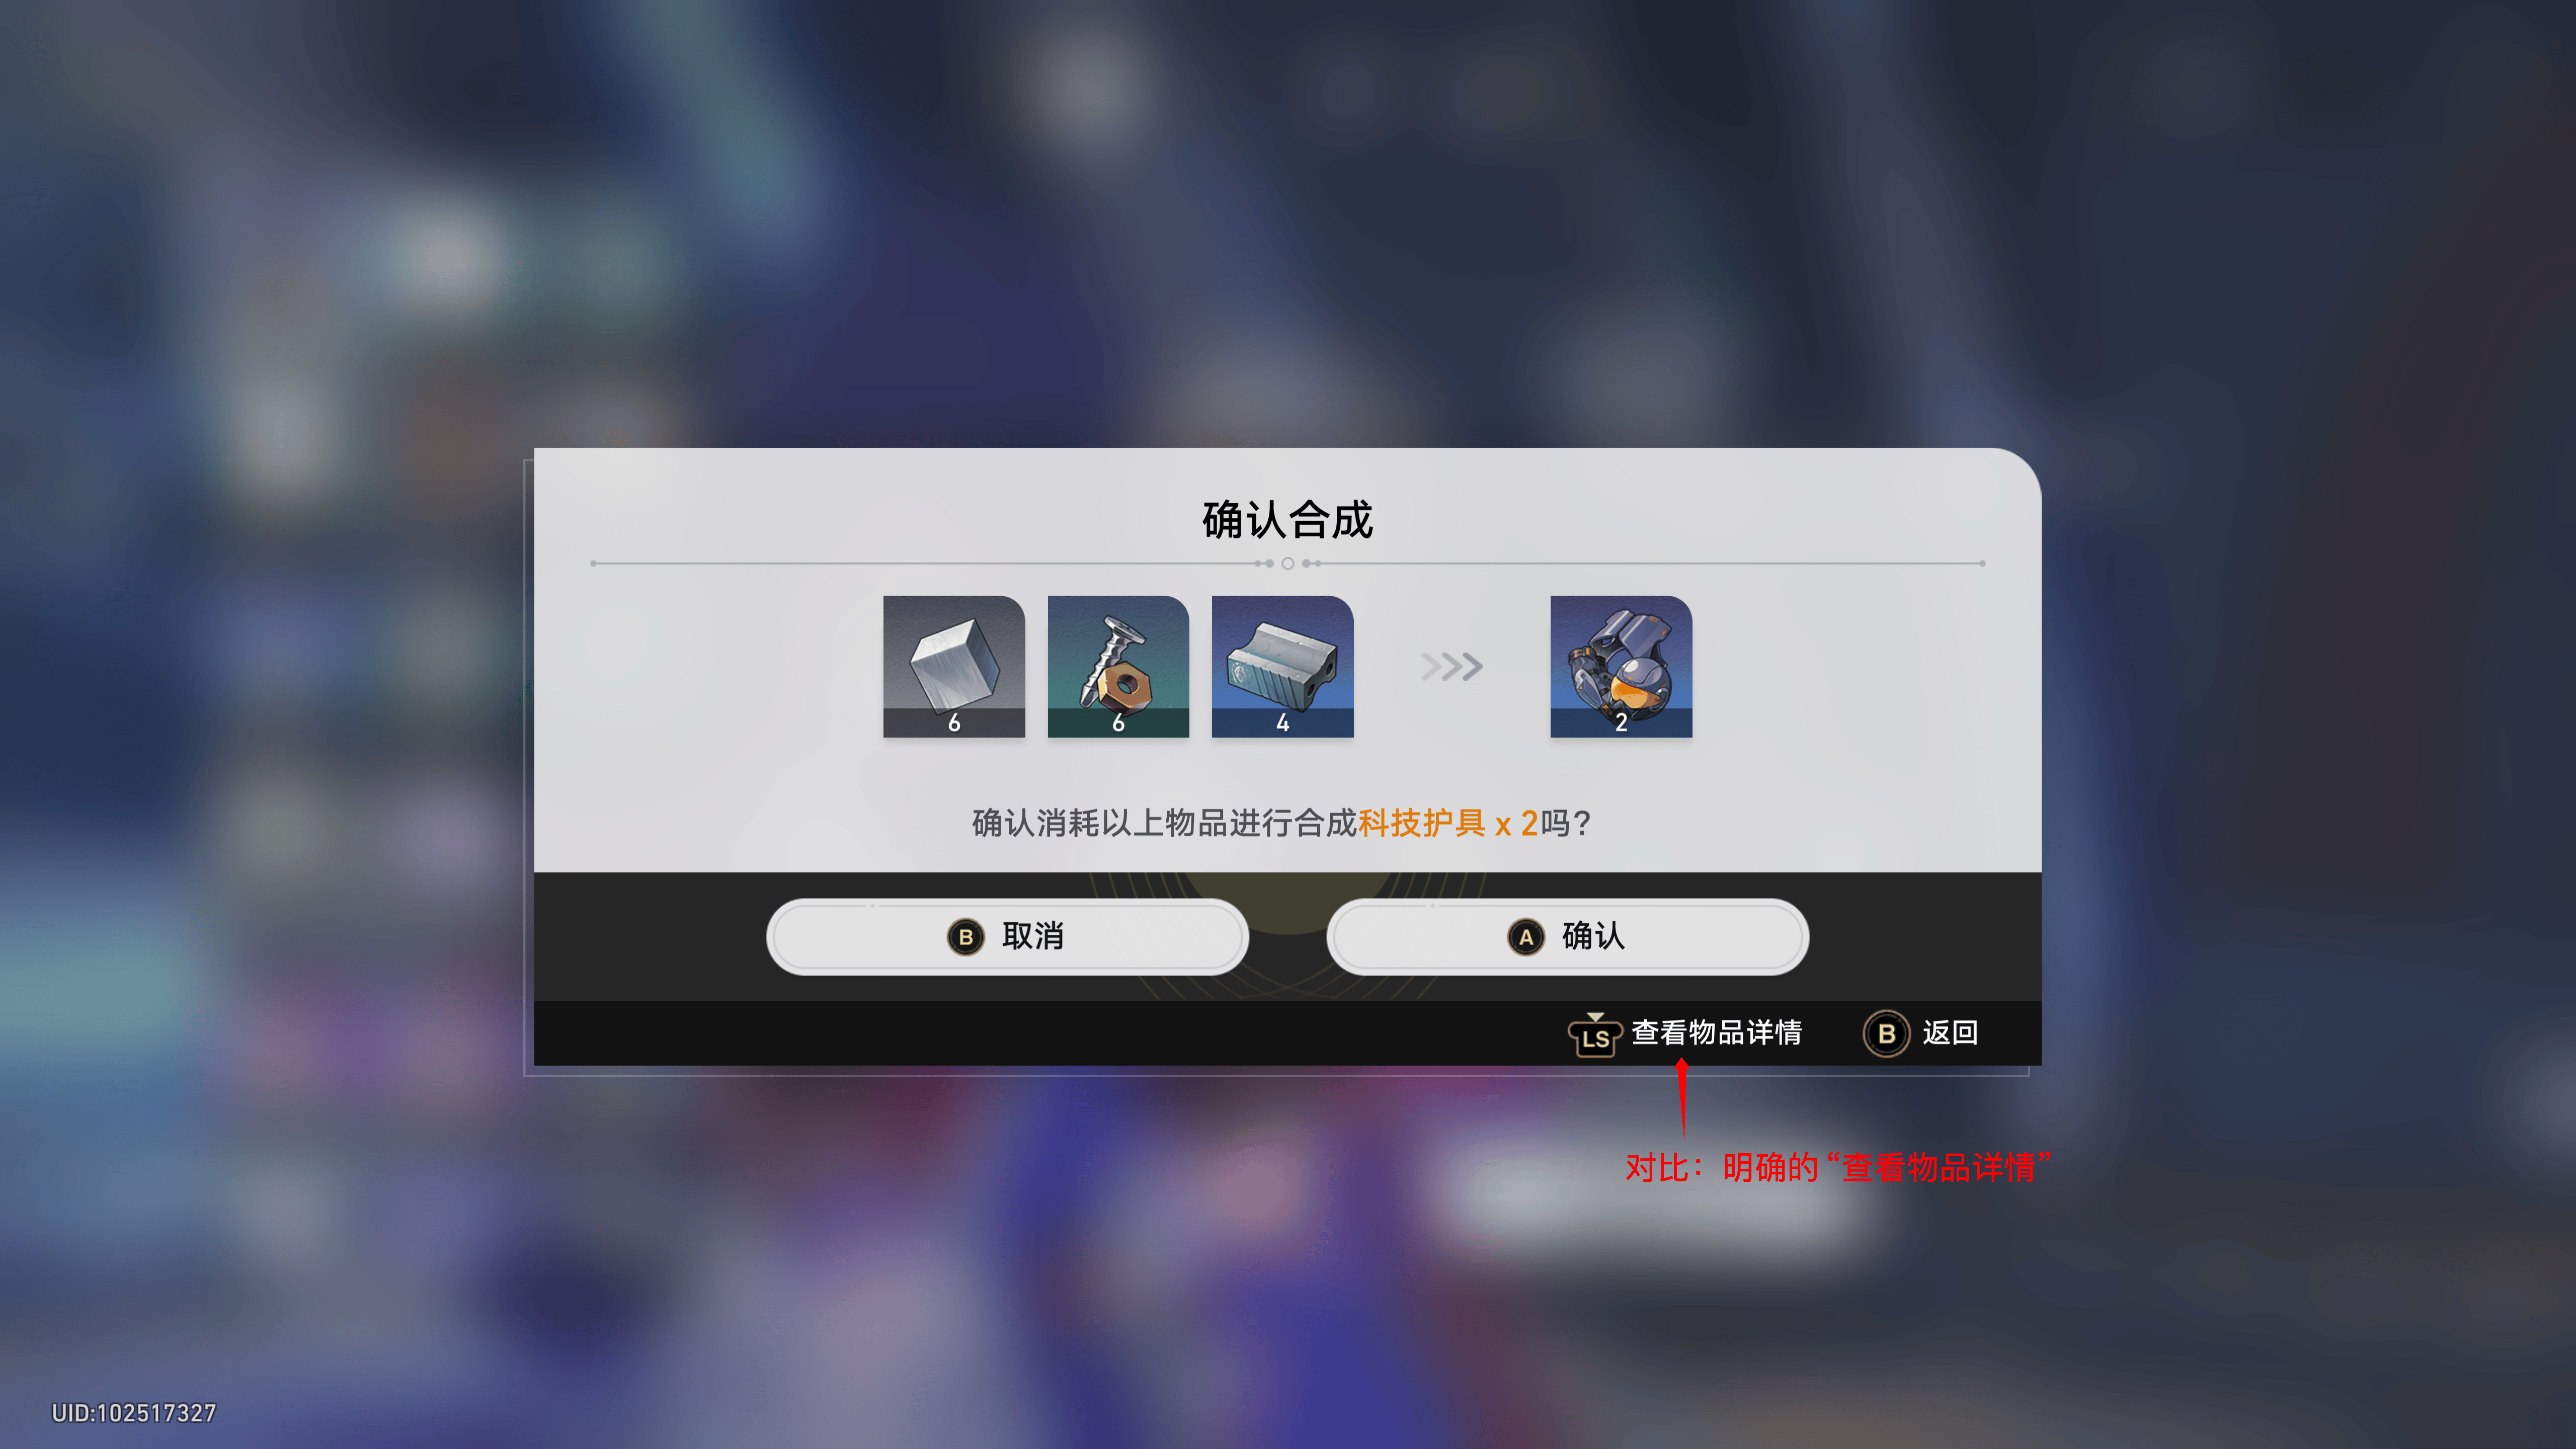 确认合成
6
6
4
2
确认消耗以上物品进行合成科技护具 x 2吗？
B 取消
A 确认
LS 查看物品详情
B 返回
对比：明确的“查看物品详情”
UID:102517327